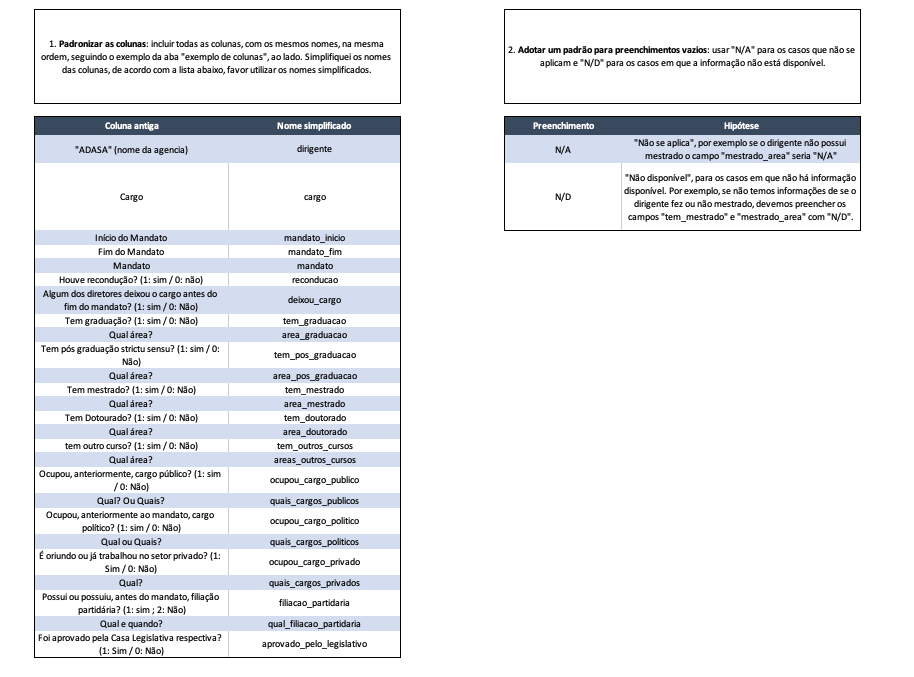 1. Padronizar as colunas: incluir todas as colunas, com os mesmos nomes, na mesma
ordem, seguindo o exemplo da aba "exemplo de colunas", ao lado. Simplifiquei os nomes
das colunas, de acordo com a lista abaixo, favor utilizar os nomes simplificados.
Coluna antiga Nome simplificado
"ADASA" (nome da agencia) dirigente
Cargo cargo
Início do Mandato mandato_inicio
Fim do Mandato mandato_fim
Mandato mandato
Houve recondução? (1: sim / 0: não) reconducao
Algum dos diretores deixou o cargo antes do
fim do mandato? (1: sim / 0: Não) deixou_cargo
Tem graduação? (1: sim / 0: Não) tem_graduacao
Qual área? area_graduacao
Tem pós graduação strictu sensu? (1: sim / 0:
Não) tem_pos_graduacao
Qual área? area_pos_graduacao
Tem mestrado? (1: sim / 0: Não) tem_mestrado
Qual área? area_mestrado
Tem Dotourado? (1: sim / 0: Não) tem_doutorado
Qual área? area_doutorado
tem outro curso? (1: sim / 0: Não) tem_outros_cursos
Qual área? areas_outros_cursos
Ocupou, anteriormente, cargo público? (1: sim
/ 0: Não) ocupou_cargo_publico
Qual? Ou Quais? quais_cargos_publicos
Ocupou, anteriormente ao mandato, cargo
político? (1: sim / 0: Não) ocupou_cargo_politico
Qual ou Quais? quais_cargos_politicos
É oriundo ou já trabalhou no setor privado? (1:
Sim / 0: Não) ocupou_cargo_privado
Qual? quais_cargos_privados
Possui ou possuiu, antes do mandato, filiação
partidária? (1: sim ; 2: Não) filiacao_partidaria
Qual e quando? qual_filiacao_partidaria
Foi aprovado pela Casa Legislativa respectiva?
(1: Sim / 0: Não) aprovado_pelo_legislativo
2. Adotar um padrão para preenchimentos vazios: usar "N/A" para os casos que não se
aplicam e "N/D" para os casos em que a informação não está disponível.
Preenchimento Hipótese
N/A "Não se aplica", por exemplo se o dirigente não possui
mestrado o campo "mestrado_area" seria "N/A"
N/D "Não disponível", para os casos em que não há informação
disponível. Por exemplo, se não temos informações de se o
dirigente fez ou não mestrado, devemos preencher os
campos "tem_mestrado" e "mestrado_area" com "N/D".